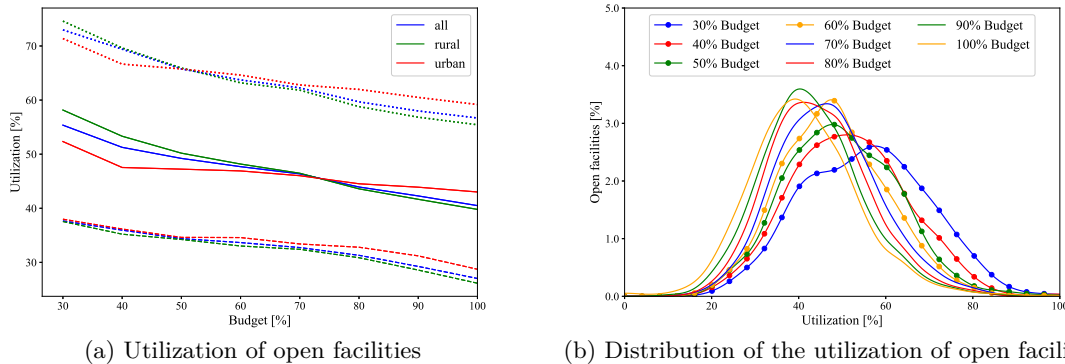 all
rural
urban
70
60
50
40
30
Utilization [%]
30 40 50 60 70 80 90 100
Budget [%]
(a) Utilization of open facilities
5.0
4.0
3.0
2.0
1.0
0.0
Open facilities [%]
30% Budget 60% Budget 90% Budget
40% Budget 70% Budget 100% Budget
50% Budget 80% Budget
0 20 40 60 80 100
Utilization [%]
(b) Distribution of the utilization of open facili